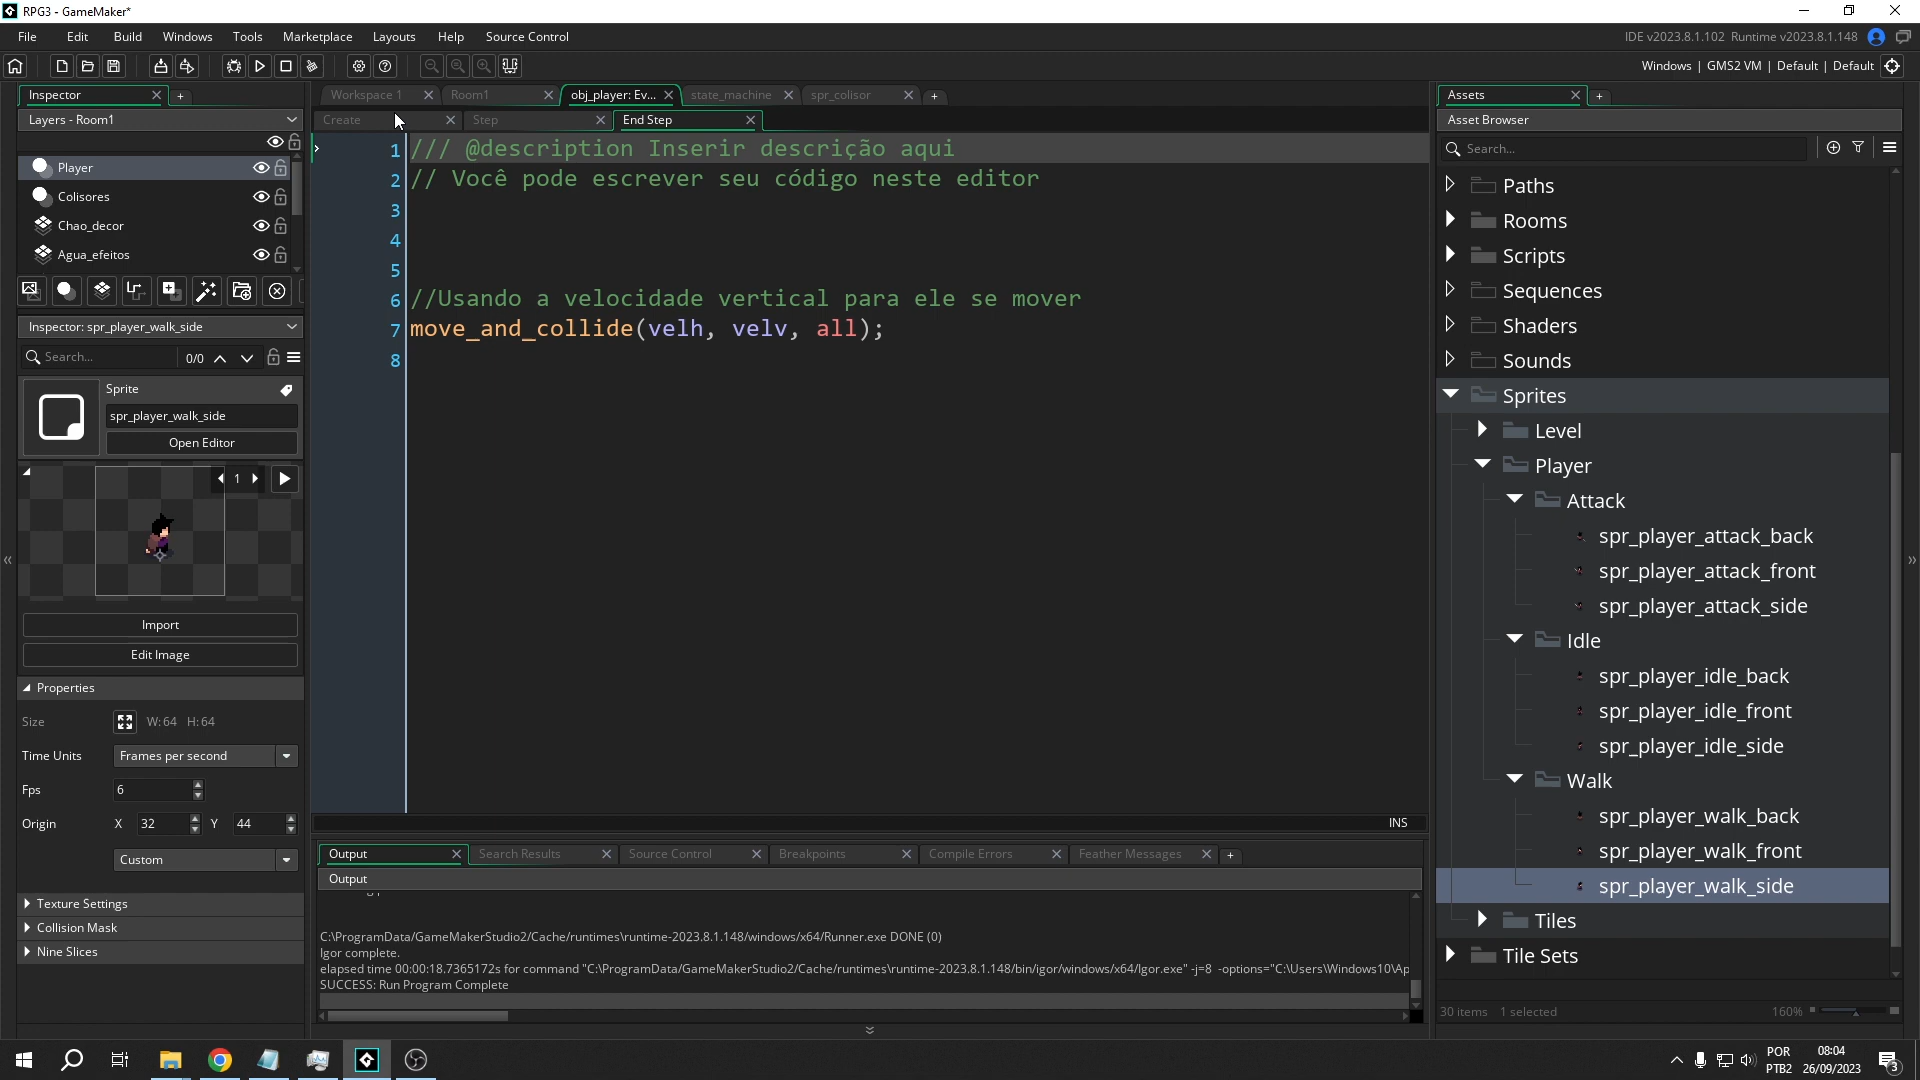 RPG3 - GameMaker*
File Edit Build Windows Tools Marketplace Layouts Help Source Control
IDE v2023.8.1.102 Runtime v2023.8.1.148
Windows | GMS2 VM | Default | Default
Inspector
Workspace 1 Room1 obj_player: Ev... state_machine spr_colisor
Assets
Layers - Room1
Create Step End Step
Asset Browser
Search...
Player
Colisores
Chao_decor
Agua_efeitos
1 /// @description Inserir descrição aqui
2 // Você pode escrever seu código neste editor
3
4
5
6 //Usando a velocidade vertical para ele se mover
7 move_and_collide(velh, velv, all);
8
INS
Inspector: spr_player_walk_side
Search... 0/0
Sprite
spr_player_walk_side
Open Editor
1
Import
Edit Image
Properties
Size W:64 H:64
Time Units Frames per second
Fps 6
Origin X 32 Y 44
Custom
Texture Settings
Collision Mask
Nine Slices
Paths
Rooms
Scripts
Sequences
Shaders
Sounds
Sprites
Level
Player
Attack
spr_player_attack_back
spr_player_attack_front
spr_player_attack_side
Idle
spr_player_idle_back
spr_player_idle_front
spr_player_idle_side
Walk
spr_player_walk_back
spr_player_walk_front
spr_player_walk_side
Tiles
Tile Sets
30 items 1 selected 160%
Output Search Results Source Control Breakpoints Compile Errors Feather Messages
Output
C:\ProgramData/GameMakerStudio2/Cache/runtimes\runtime-2023.8.1.148/windows/x64/Runner.exe DONE (0)
Igor complete.
elapsed time 00:00:18.7365172s for command "C:\ProgramData/GameMakerStudio2/Cache/runtimes\runtime-2023.8.1.148/bin/igor/windows/x64/Igor.exe" -j=8 -options="C:\Users\Windows10\Ap
SUCCESS: Run Program Complete
POR
PTB2
08:04
26/09/2023
3